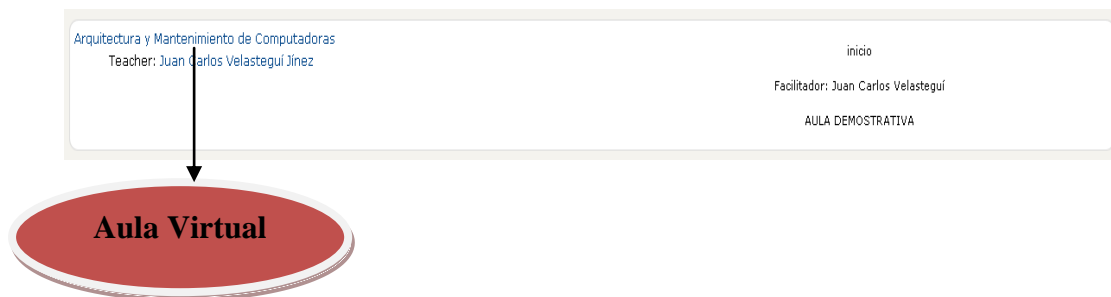 Arquitectura y Mantenimiento de Computadoras
Teacher: Juan Carlos Velasteguí Jínez
inicio
Facilitador: Juan Carlos Velasteguí
AULA DEMOSTRATIVA
Aula Virtual